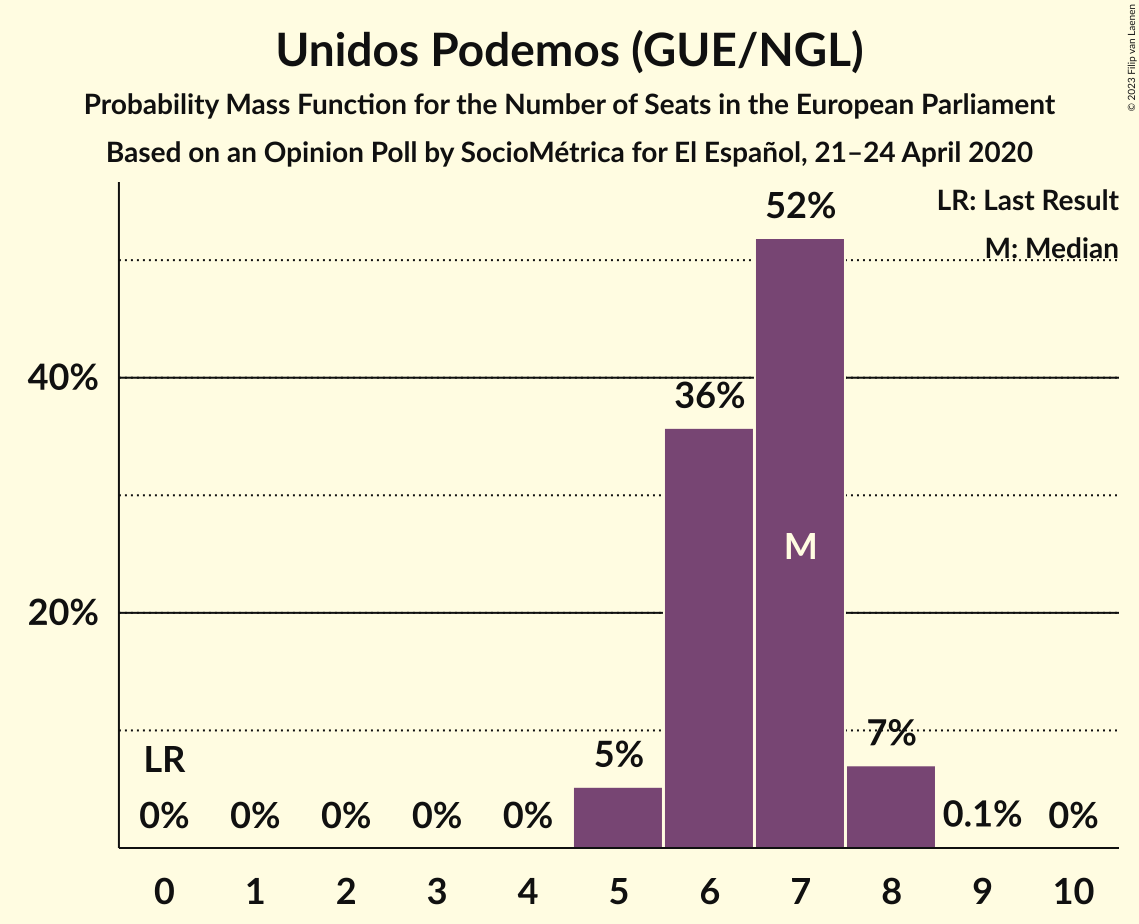 Unidos Podemos (GUE/NGL)
Probability Mass Function for the Number of Seats in the European Parliament
Based on an Opinion Poll by SocioMétrica for El Español, 21–24 April 2020
© 2023 Filip van Laenen
LR: Last Result
M: Median
52%
40%
36%
M
20%
7%
5%
LR
0% 0% 0% 0% 0% 0.1% 0%
0 1 2 3 4 5 6 7 8 9 10